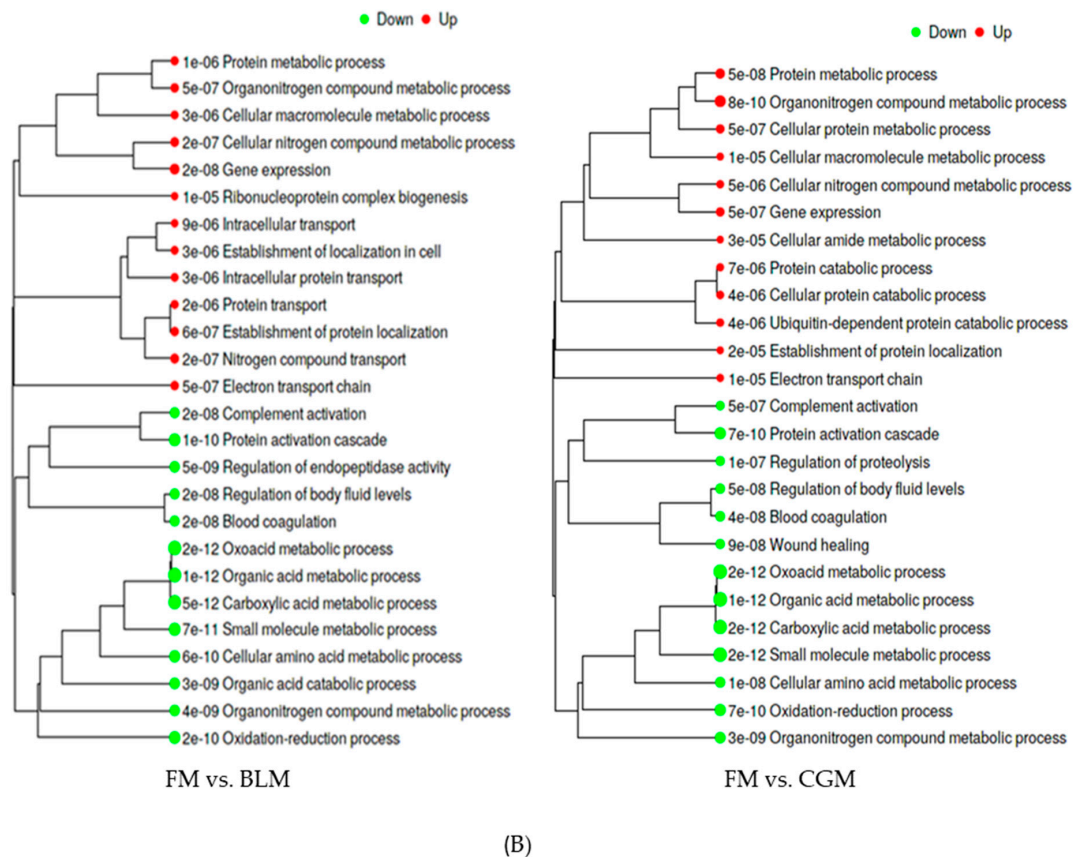 Down Up
1e-06 Protein metabolic process
5e-07 Organonitrogen compound metabolic process
3e-06 Cellular macromolecule metabolic process
2e-07 Cellular nitrogen compound metabolic process
2e-08 Gene expression
1e-05 Ribonucleoprotein complex biogenesis
9e-06 Intracellular transport
3e-06 Establishment of localization in cell
3e-06 Intracellular protein transport
2e-06 Protein transport
6e-07 Establishment of protein localization
2e-07 Nitrogen compound transport
5e-07 Electron transport chain
2e-08 Complement activation
1e-10 Protein activation cascade
5e-09 Regulation of endopeptidase activity
2e-08 Regulation of body fluid levels
2e-08 Blood coagulation
2e-12 Oxoacid metabolic process
1e-12 Organic acid metabolic process
5e-12 Carboxylic acid metabolic process
7e-11 Small molecule metabolic process
6e-10 Cellular amino acid metabolic process
3e-09 Organic acid catabolic process
4e-09 Organonitrogen compound metabolic process
2e-10 Oxidation-reduction process
FM vs. BLM
Down Up
5e-08 Protein metabolic process
8e-10 Organonitrogen compound metabolic process
5e-07 Cellular protein metabolic process
1e-05 Cellular macromolecule metabolic process
5e-06 Cellular nitrogen compound metabolic process
5e-07 Gene expression
3e-05 Cellular amide metabolic process
7e-06 Protein catabolic process
4e-06 Cellular protein catabolic process
4e-06 Ubiquitin-dependent protein catabolic process
2e-05 Establishment of protein localization
1e-05 Electron transport chain
5e-07 Complement activation
7e-10 Protein activation cascade
1e-07 Regulation of proteolysis
5e-08 Regulation of body fluid levels
4e-08 Blood coagulation
9e-08 Wound healing
2e-12 Oxoacid metabolic process
1e-12 Organic acid metabolic process
2e-12 Carboxylic acid metabolic process
2e-12 Small molecule metabolic process
1e-08 Cellular amino acid metabolic process
7e-10 Oxidation-reduction process
3e-09 Organonitrogen compound metabolic process
FM vs. CGM
(B)